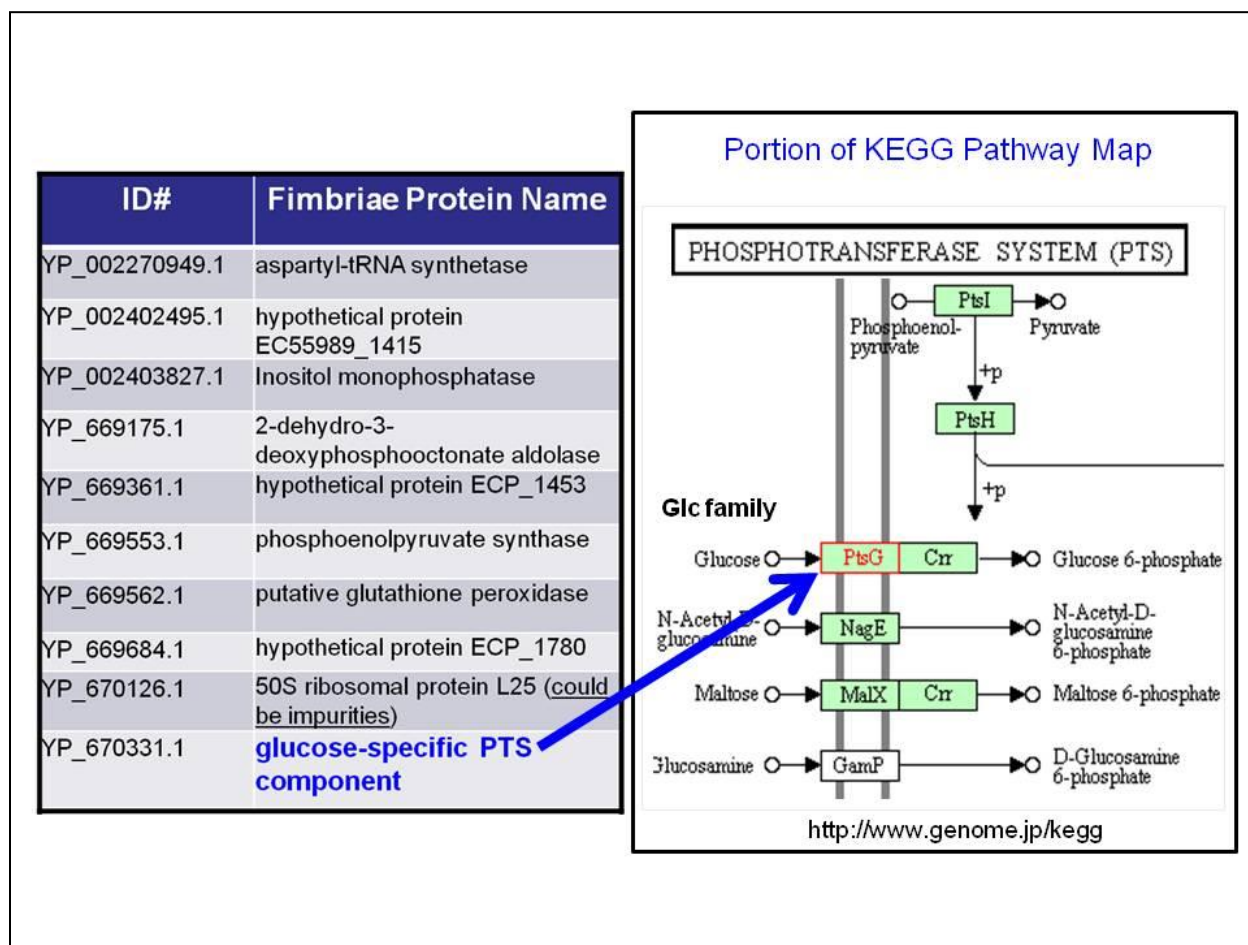 ID# Fimbriae Protein Name
YP_002270949.1 aspartyl-tRNA synthetase
YP_002402495.1 hypothetical protein
EC55989_1415
YP_002403827.1 Inositol monophosphatase
YP_669175.1 2-dehydro-3-
deoxyphosphooctonate aldolase
YP_669361.1 hypothetical protein ECP_1453
YP_669553.1 phosphoenolpyruvate synthase
YP_669562.1 putative glutathione peroxidase
YP_669684.1 hypothetical protein ECP_1780
YP_670126.1 50S ribosomal protein L25 (could
be impurities)
YP_670331.1 glucose-specific PTS
component
Portion of KEGG Pathway Map
PHOSPHOTRANSFERASE SYSTEM (PTS)
PtsI
Phosphoenol-
pyruvate
Pyruvate
+p
PtsH
+p
Glc family
Glucose PtsG Crr Glucose 6-phosphate
N-Acetyl-D-
glucosamine
NagE
N-Acetyl-D-
glucosamine
6-phosphate
Maltose MalX Crr Maltose 6-phosphate
Glucosamine GamP
D-Glucosamine
6-phosphate
http://www.genome.jp/kegg